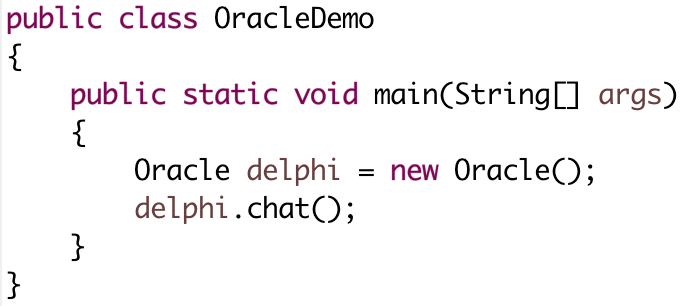 public class OracleDemo
{
    public static void main(String[] args)
    {
        Oracle delphi = new Oracle();
        delphi.chat();
    }
}